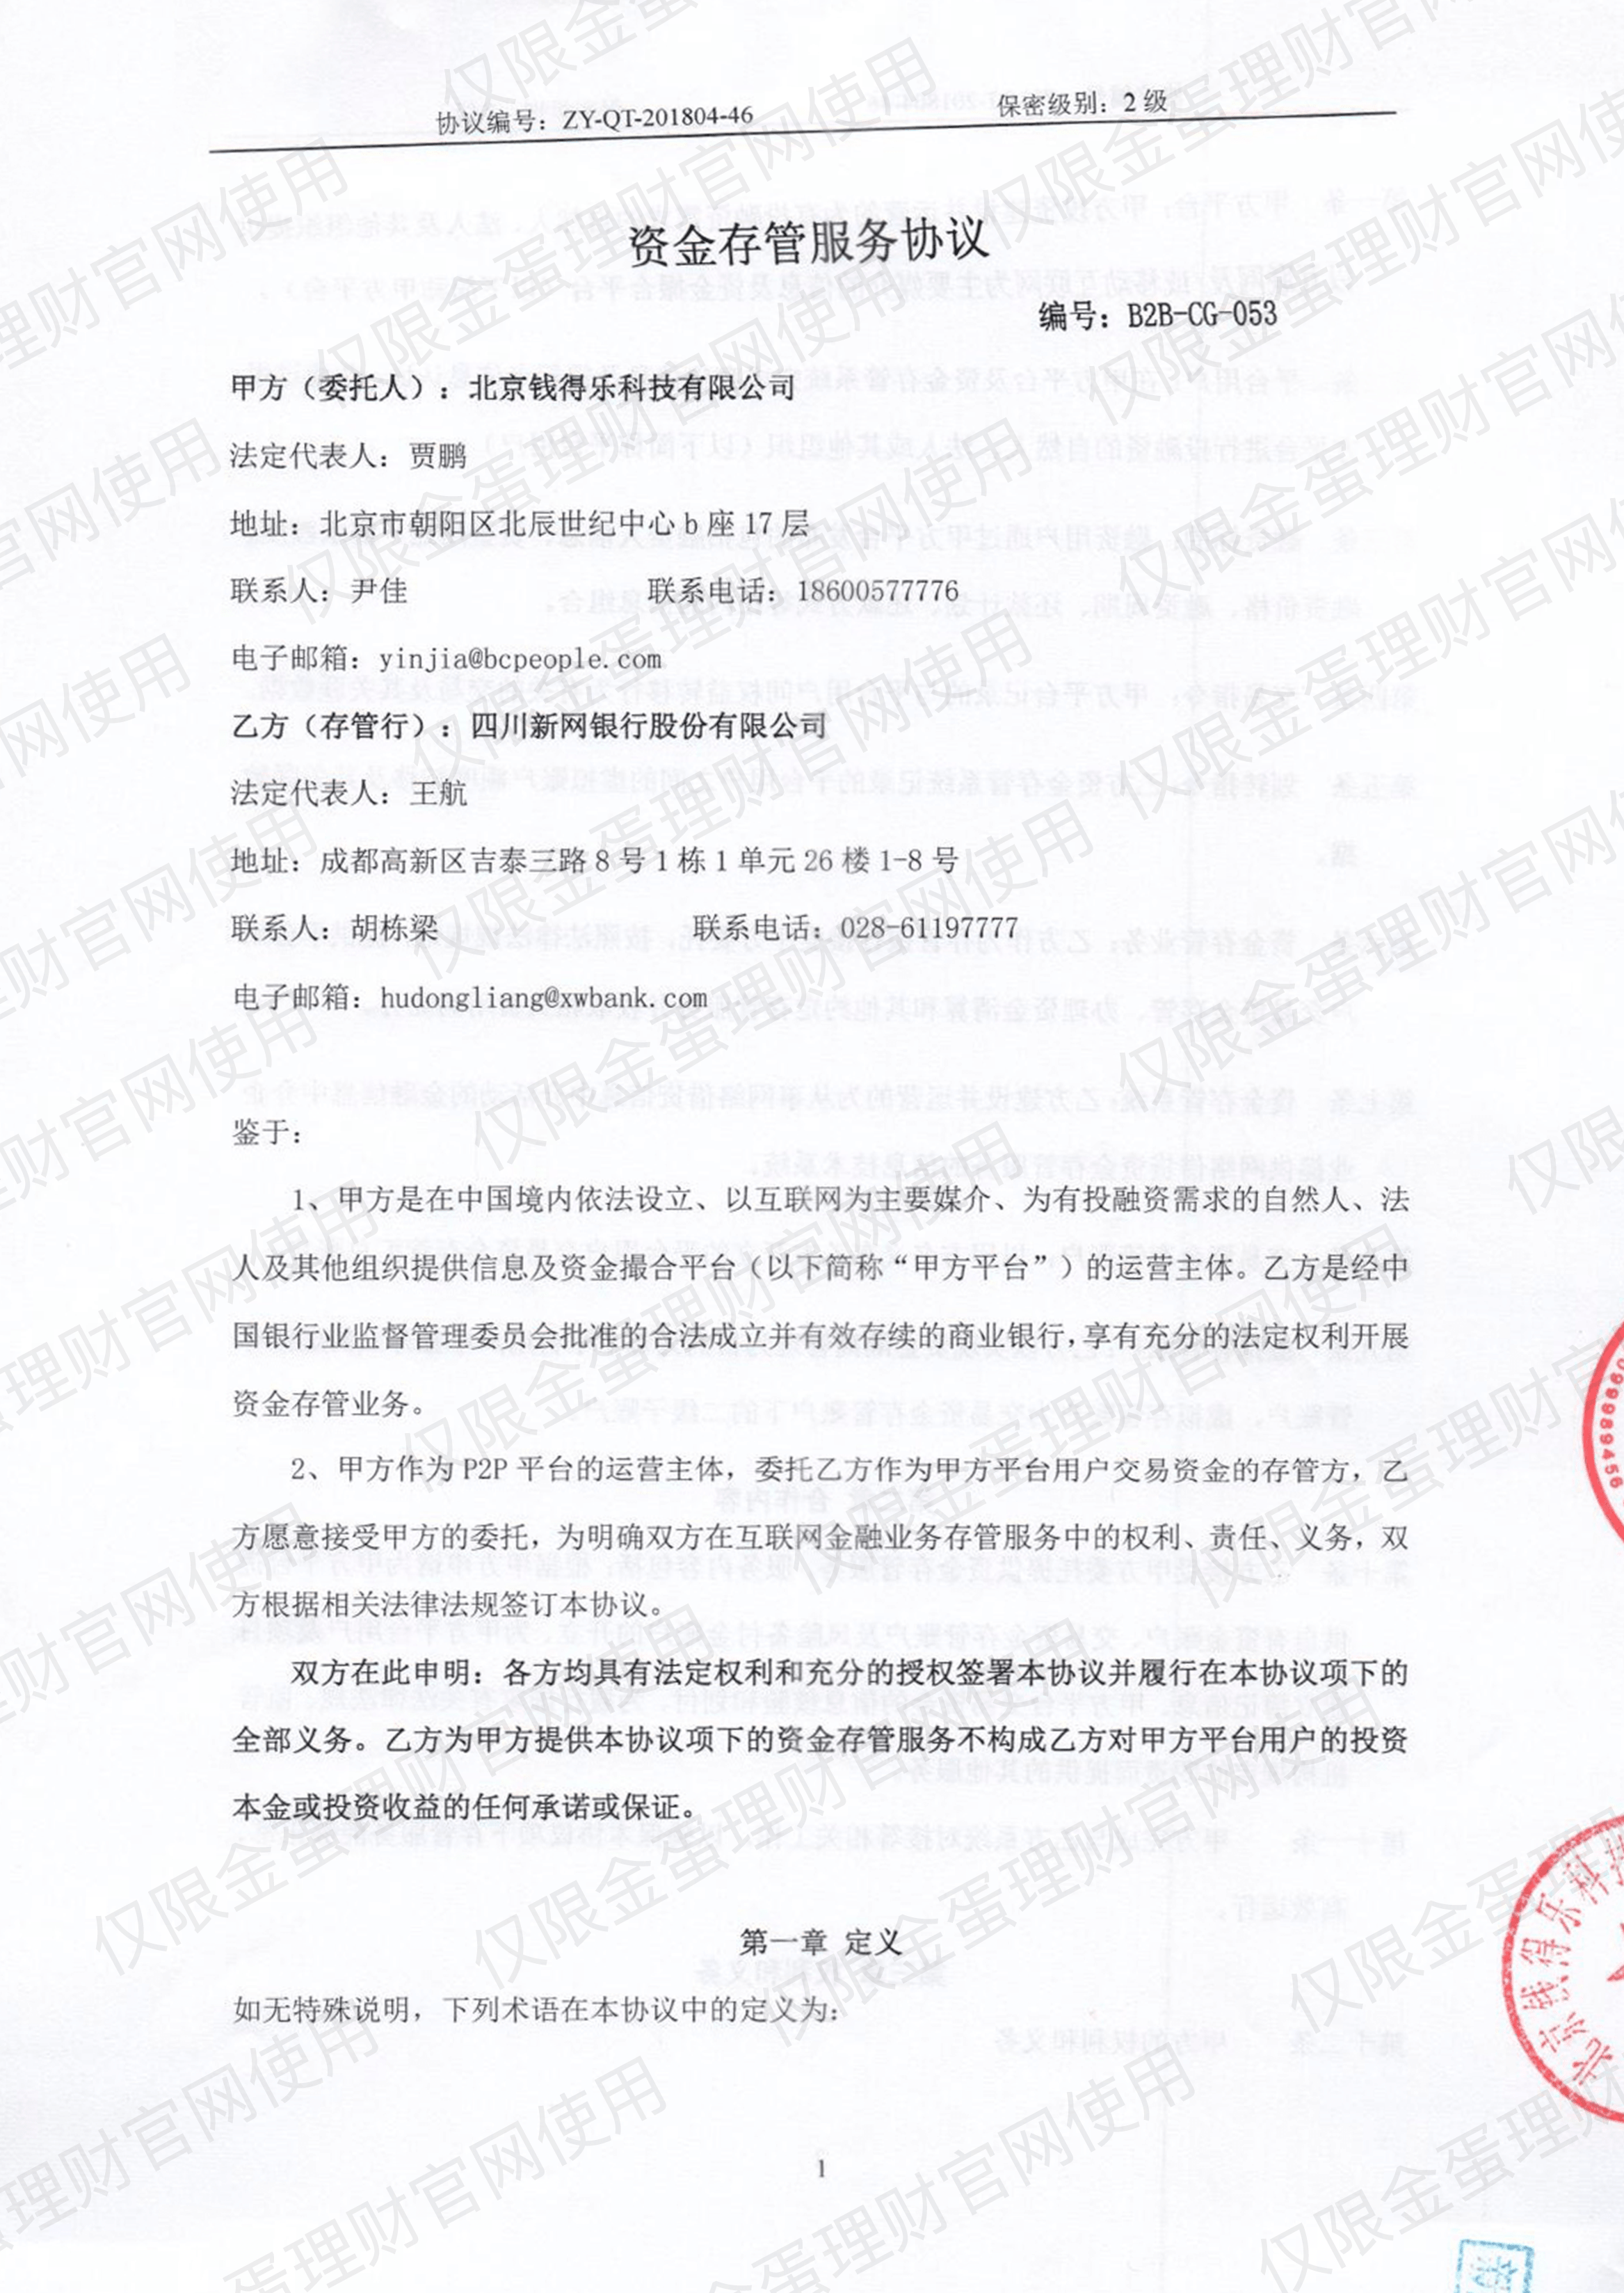 协议编号：ZY-QT-201804-46 保密级别：2 级
资金存管服务协议
编号：B2B-CG-053
甲方（委托人）：北京钱得乐科技有限公司
法定代表人：贾鹏
地址：北京市朝阳区北辰世纪中心 b 座 17 层
联系人：尹佳 联系电话：18600577776
电子邮箱：yinjia@bcpeople.com
乙方（存管行）：四川新网银行股份有限公司
法定代表人：王航
地址：成都高新区吉泰三路 8 号 1 栋 1 单元 26 楼 1-8 号
联系人：胡栋梁 联系电话：028-61197777
电子邮箱：hudongliang@xwbank.com
鉴于：
1、甲方是在中国境内依法设立、以互联网为主要媒介、为有投融资需求的自然人、法
人及其他组织提供信息及资金撮合平台（以下简称“甲方平台”）的运营主体。乙方是经中
国银行业监督管理委员会批准的合法成立并有效存续的商业银行，享有充分的法定权利开展
资金存管业务。
2、甲方作为 P2P 平台的运营主体，委托乙方作为甲方平台用户交易资金的存管方，乙
方愿意接受甲方的委托，为明确双方在互联网金融业务存管服务中的权利、责任、义务，双
方根据相关法律法规签订本协议。
双方在此申明：各方均具有法定权利和充分的授权签署本协议并履行在本协议项下的
全部义务。乙方为甲方提供本协议项下的资金存管服务不构成乙方对甲方平台用户的投资
本金或投资收益的任何承诺或保证。
第一章 定义
如无特殊说明，下列术语在本协议中的定义为：
1
仅限金蛋理财官网使用
北京钱得乐科技